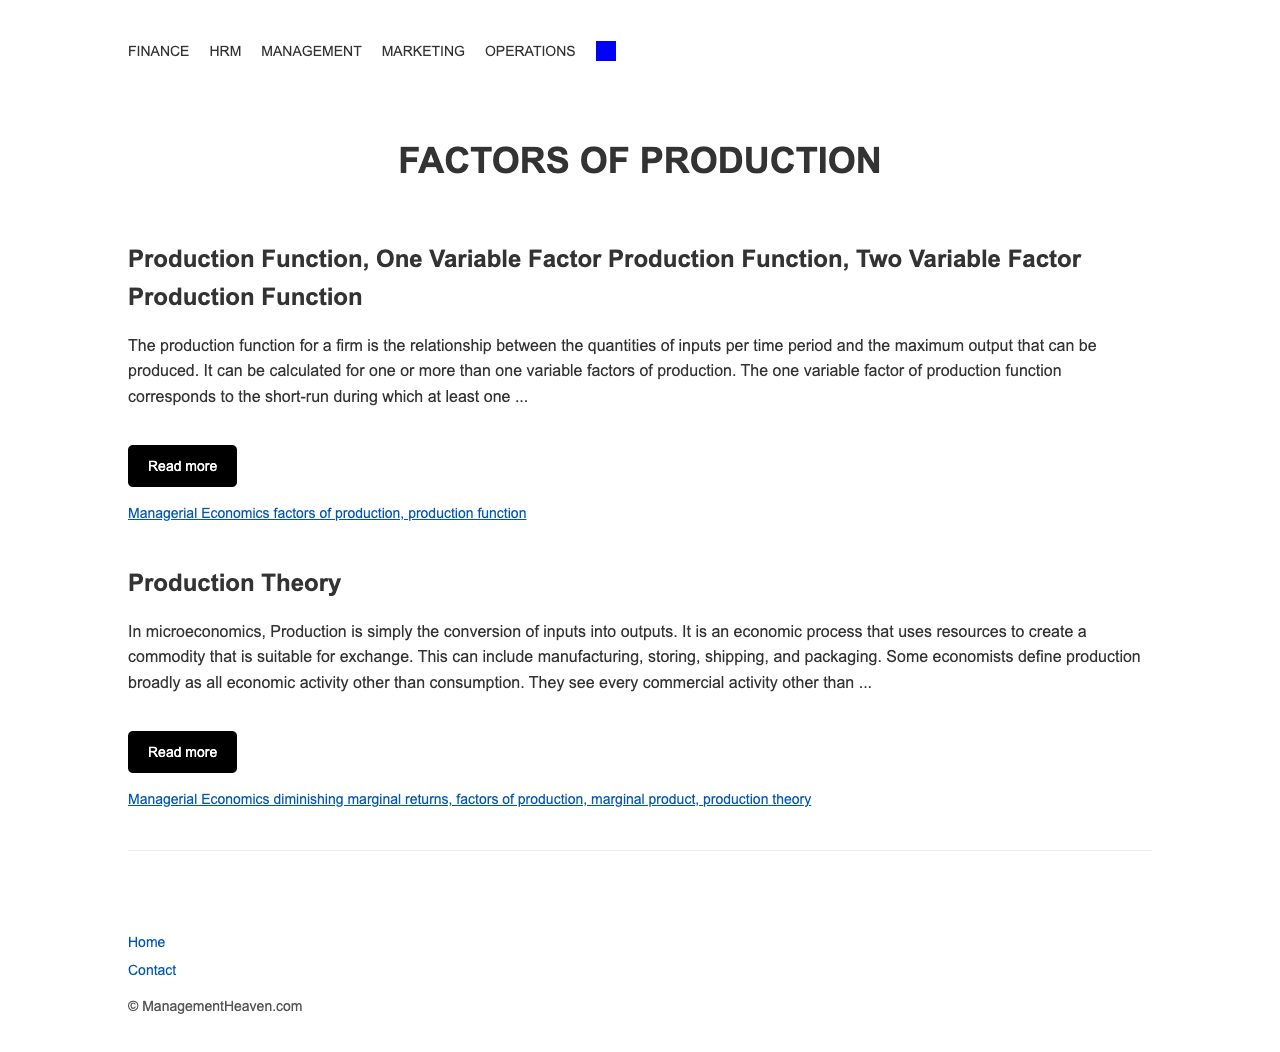 FINANCE HRM MANAGEMENT MARKETING OPERATIONS
FACTORS OF PRODUCTION
Production Function, One Variable Factor Production Function, Two Variable Factor
Production Function
The production function for a firm is the relationship between the quantities of inputs per time period and the maximum output that can be
produced. It can be calculated for one or more than one variable factors of production. The one variable factor of production function
corresponds to the short-run during which at least one ...
Read more
Managerial Economics factors of production, production function
Production Theory
In microeconomics, Production is simply the conversion of inputs into outputs. It is an economic process that uses resources to create a
commodity that is suitable for exchange. This can include manufacturing, storing, shipping, and packaging. Some economists define production
broadly as all economic activity other than consumption. They see every commercial activity other than ...
Read more
Managerial Economics diminishing marginal returns, factors of production, marginal product, production theory
Home
Contact
© ManagementHeaven.com